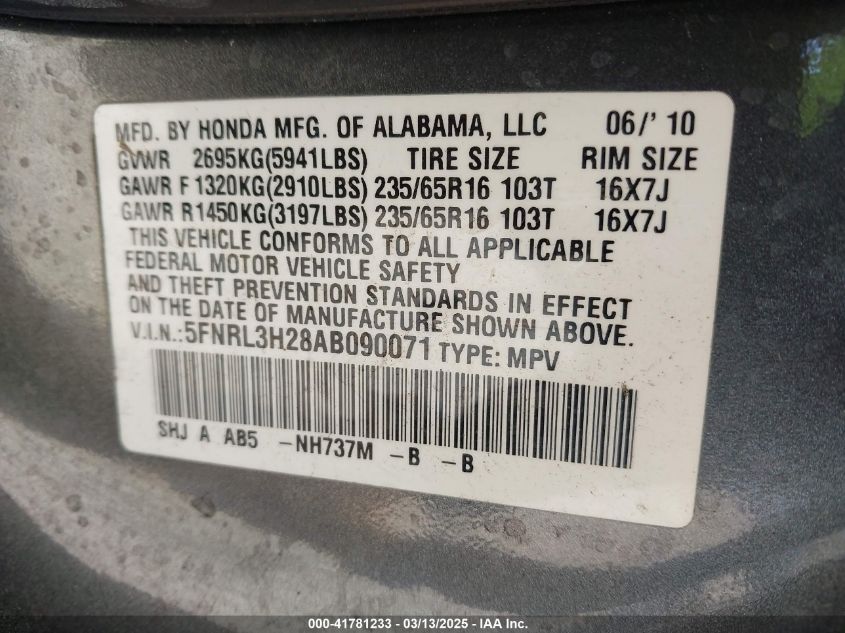 MFD. BY HONDA MFG. OF ALABAMA, LLC 06/' 10
GVWR 2695KG(5941LBS) TIRE SIZE RIM SIZE
GAWR F 1320KG(2910LBS) 235/65R16 103T 16X7J
GAWR R1450KG(3197LBS) 235/65R16 103T 16X7J
THIS VEHICLE CONFORMS TO ALL APPLICABLE
FEDERAL MOTOR VEHICLE SAFETY
AND THEFT PREVENTION STANDARDS IN EFFECT
ON THE DATE OF MANUFACTURE SHOWN ABOVE.
V.I.N.:5FNRL3H28AB090071 TYPE: MPV
SHJ A AB5 -NH737M -B -B
000-41781233 - 03/13/2025 - IAA Inc.